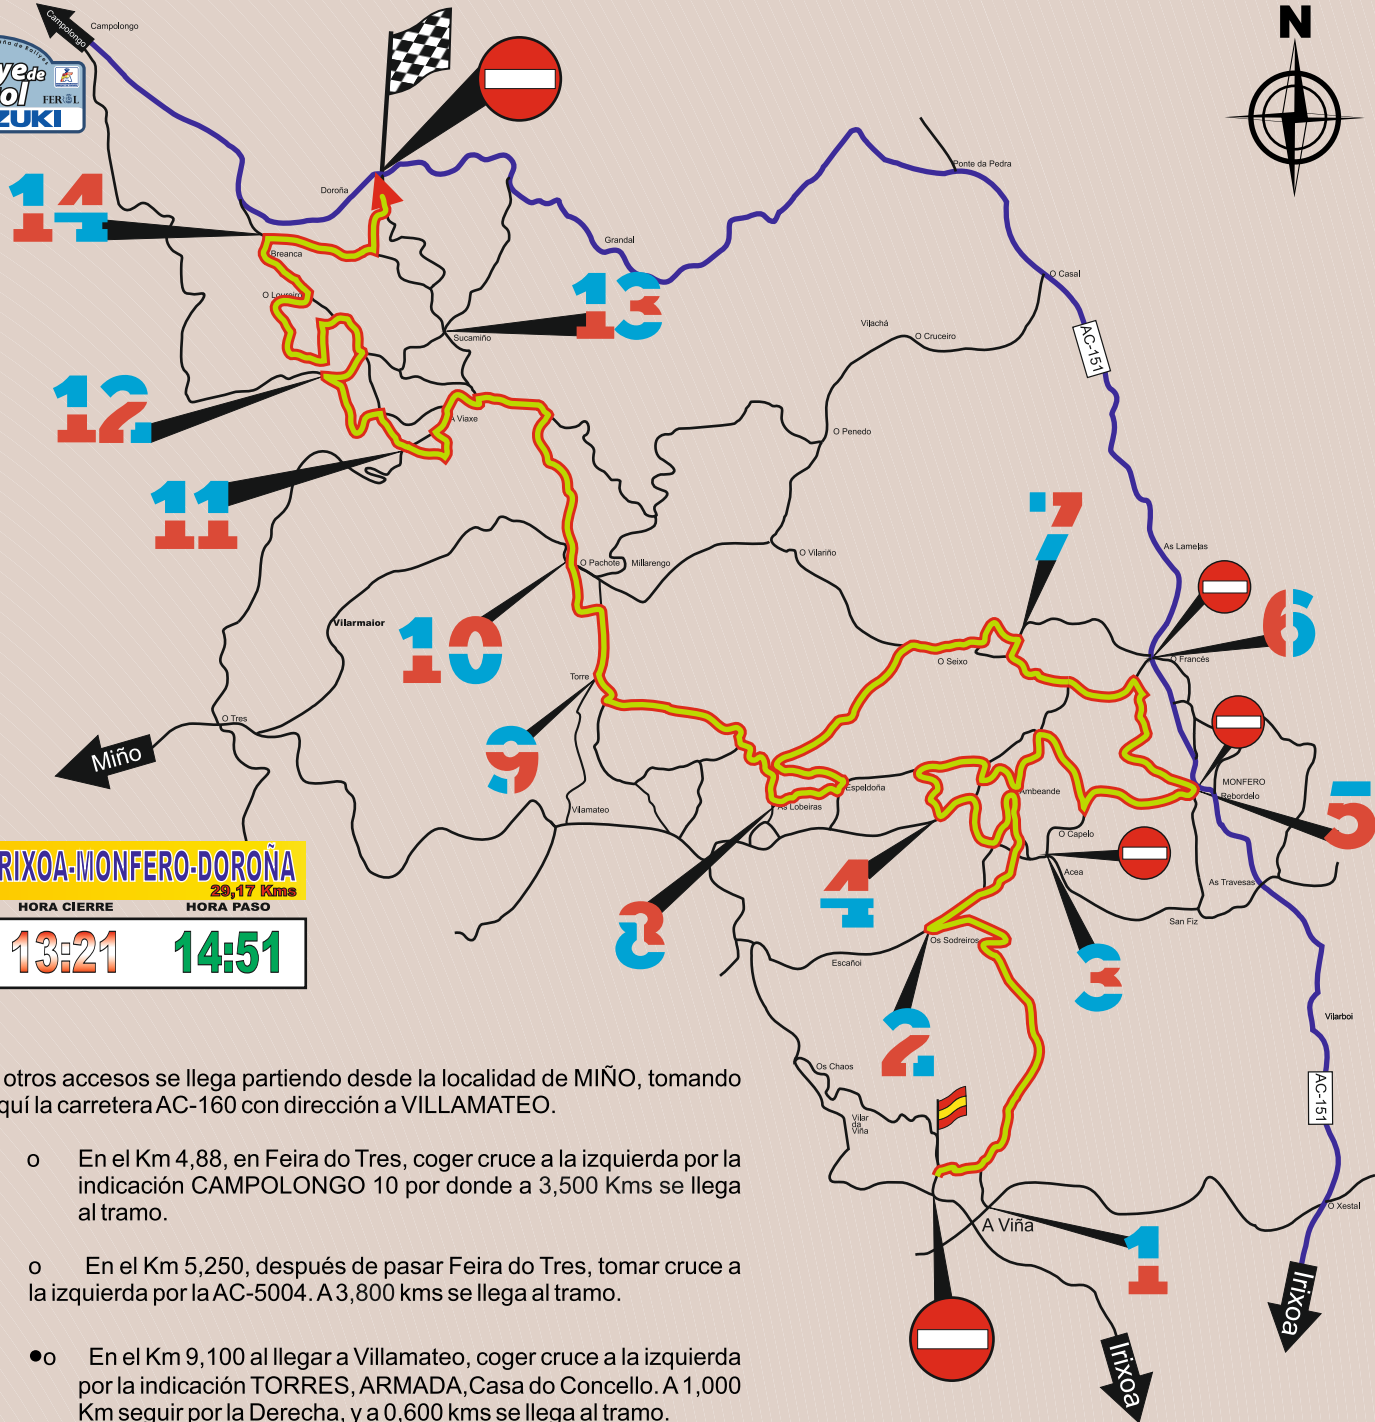 Campolongo
Campolongo
FERROL
N
14
Doroña
Ponte da Pedra
Grandal
Breanca
O Casal
O Loureiro
13
Vilachá
Sucamiño
O Cruceiro
AC-151
12
A Viaxe
O Penedo
11
7
As Lamelas
O Vilariño
O Pachote
Millarengo
6
Vilarmaior
10
O Seixo
O Francés
Torre
O Tres
9
Miño
MONFERO
Rebordelo
Espeldoña
Ambeande
As Lobeiras
Vilamateo
5
O Capelo
Acea
4
As Travesas
RIXOA-MONFERO-DOROÑA
29,17 Kms
HORA CIERRE
HORA PASO
13:21
14:51
San Fiz
8
Os Sodreiros
Escañoi
3
Vilarboi
2
Os Chaos
AC-151
Vilar
da
Viña
O Xestal
A Viña
1
Irixoa
Irixoa
otros accesos se llega partiendo desde la localidad de MIÑO, tomando
quí la carretera AC-160 con dirección a VILLAMATEO.
o En el Km 4,88, en Feira do Tres, coger cruce a la izquierda por la
indicación CAMPOLONGO 10 por donde a 3,500 Kms se llega
al tramo.
o En el Km 5,250, después de pasar Feira do Tres, tomar cruce a
la izquierda por la AC-5004. A 3,800 kms se llega al tramo.
●o En el Km 9,100 al llegar a Villamateo, coger cruce a la izquierda
por la indicación TORRES, ARMADA,Casa do Concello. A 1,000
Km seguir por la Derecha, y a 0,600 kms se llega al tramo.